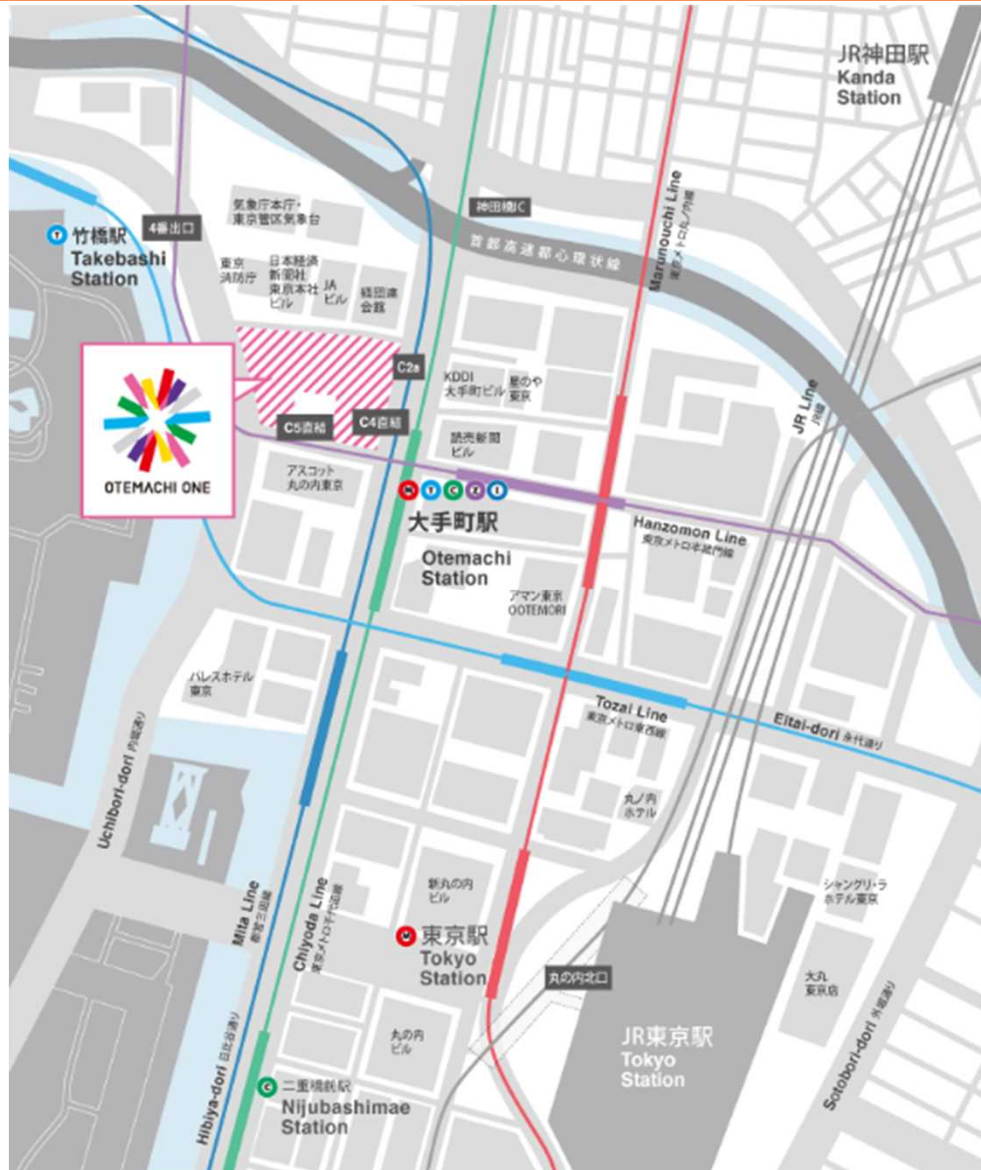 JR神田駅
Kanda
Station
気象庁本庁・
東京管区気象台
神田橋IC
4番出口
竹橋駅
Takebashi
Station
首都高速都心環状線
Marunouchi Line
東京メトロ丸ノ内線
東京
消防庁
日本経済
新聞社
東京本社
ビル
JA
ビル
経団連
会館
C2a
KDDI
大手町ビル
星のや
東京
JR Line
JR線
C5直結
C4直結
読売新聞
ビル
OTEMACHI ONE
アスコット
丸の内東京
M
T
C
Z
I
大手町駅
Otemachi
Station
Hanzomon Line
東京メトロ半蔵門線
アマン東京
OOTEMORI
パレスホテル
東京
Tozai Line
東京メトロ東西線
Eitai-dori 永代通り
Uchibori-dori 内堀通り
丸ノ内
ホテル
Mita Line
都営三田線
Chiyoda Line
東京メトロ千代田線
新丸の内
ビル
シャングリ・ラ
ホテル東京
M
東京駅
Tokyo
Station
丸の内北口
大丸
東京店
丸の内
ビル
JR東京駅
Tokyo
Station
Sotobori-dori 外堀通り
Hibiya-dori 日比谷通り
C
二重橋前駅
Nijubashimae
Station
T